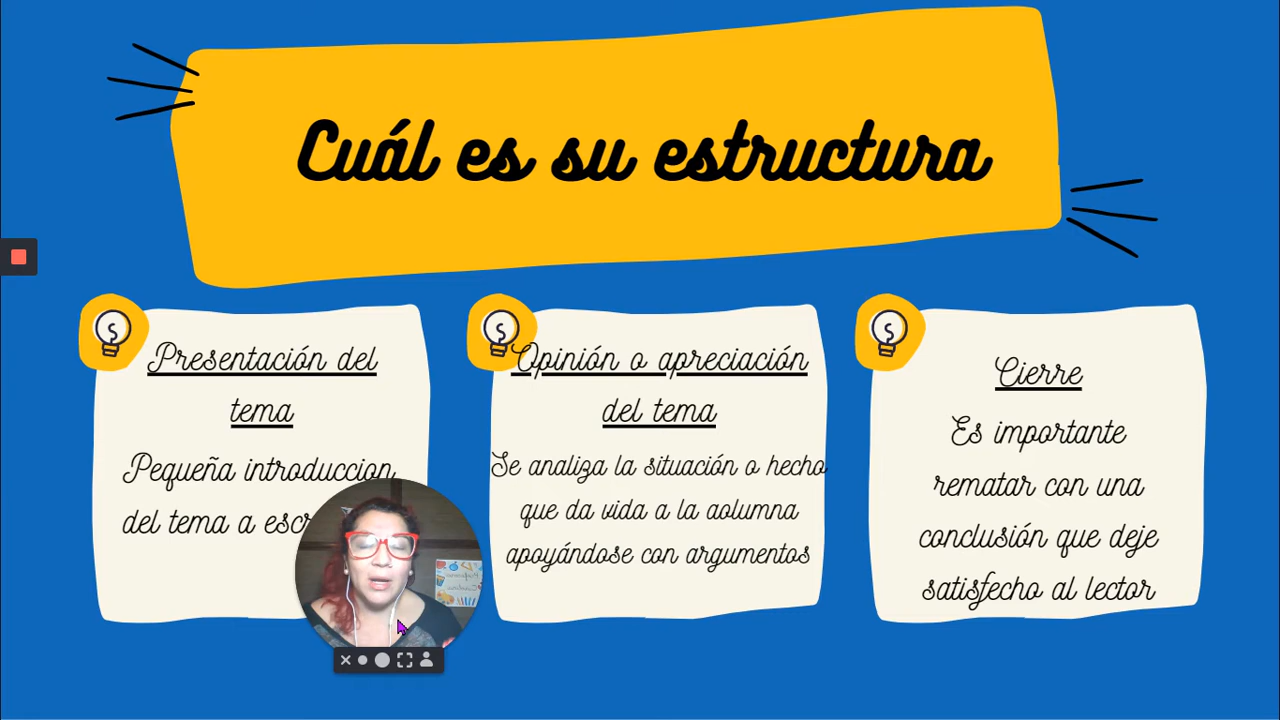 Cuál es su estructura
Presentación del
tema
Pequeña introduccion
del tema a
Opinión o apreciación
del tema
Se analiza la situación o hecho
que da vida a la aolumna
apoyándose con argumentos
Cierre
Es importante
rematar con una
conclusión que deje
satisfecho al lector